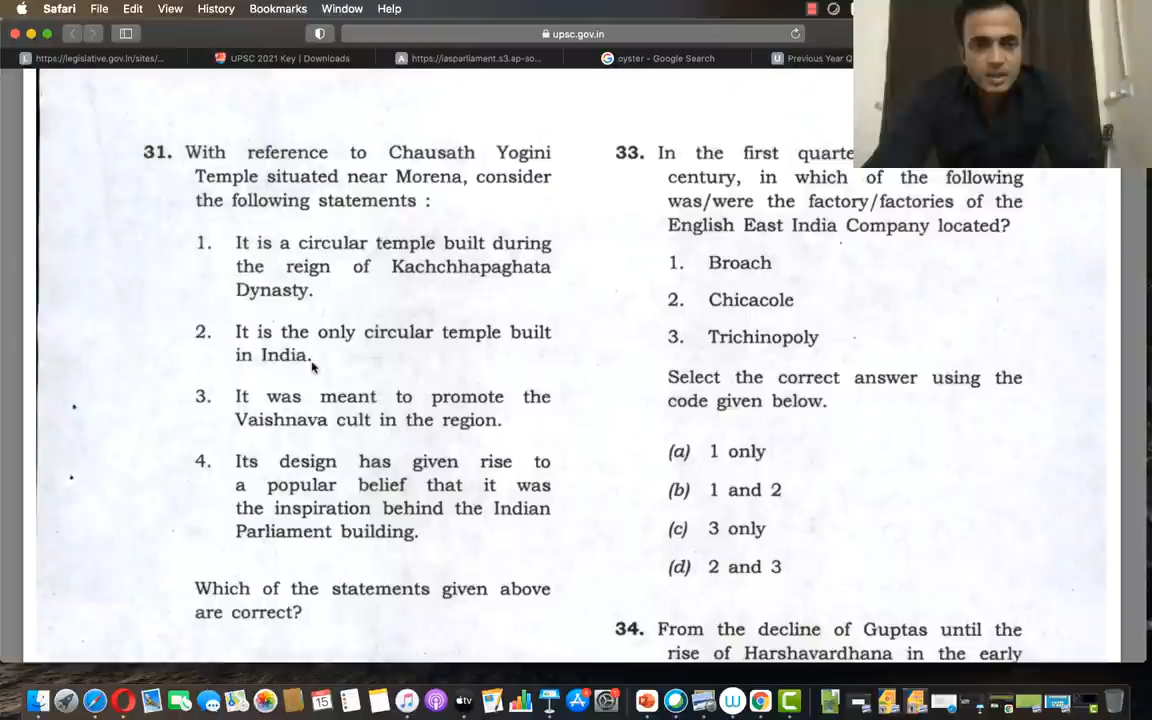 Safari File Edit View History Bookmarks Window Help
upsc.gov.in
https://legislative.gov.in/sites/... UPSC 2021 Key | Downloads https://iasparliament.s3.ap-so... oyster - Google Search Previous Year Q
31. With reference to Chausath Yogini
Temple situated near Morena, consider
the following statements :
1. It is a circular temple built during
the reign of Kachchhapaghata
Dynasty.
2. It is the only circular temple built
in India.
3. It was meant to promote the
Vaishnava cult in the region.
4. Its design has given rise to
a popular belief that it was
the inspiration behind the Indian
Parliament building.
Which of the statements given above
are correct?
33. In the first quarte
century, in which of the following
was/were the factory/factories of the
English East India Company located?
1. Broach
2. Chicacole
3. Trichinopoly
Select the correct answer using the
code given below.
(a) 1 only
(b) 1 and 2
(c) 3 only
(d) 2 and 3
34. From the decline of Guptas until the
rise of Harshavardhana in the early